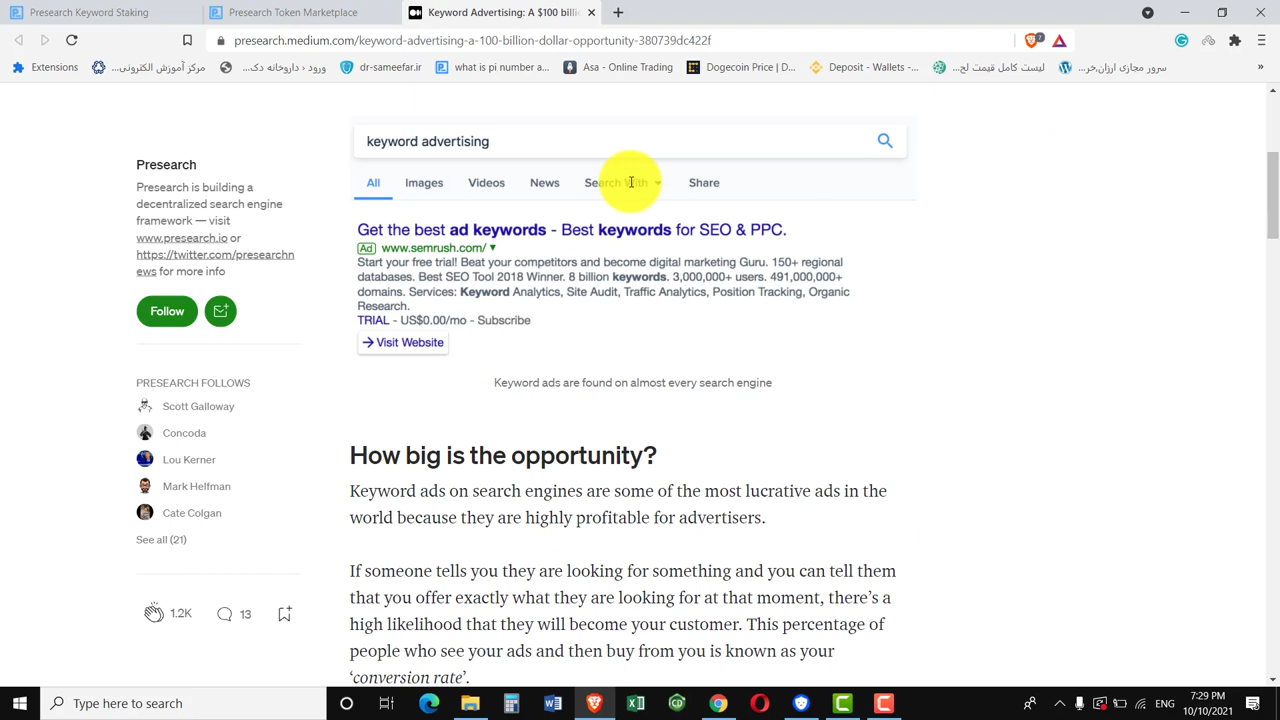 Presearch Keyword Staking
Presearch Token Marketplace
Keyword Advertising: A $100 billi
presearch.medium.com/keyword-advertising-a-100-billion-dollar-opportunity-380739dc422f
7
Extensions
مرکز آموزش الکترونی...
ورود ‹ داروخانه دک...
dr-sameefar.ir
what is pi number a...
Asa - Online Trading
Dogecoin Price | D...
Deposit - Wallets -...
لیست کامل قیمت لح...
سرور مجازی ارزان,خر...
»
Presearch
Presearch is building a
decentralized search engine
framework — visit
www.presearch.io or
https://twitter.com/presearchn
ews for more info
Follow
PRESEARCH FOLLOWS
Scott Galloway
Concoda
Lou Kerner
Mark Helfman
Cate Colgan
See all (21)
1.2K
13
keyword advertising
All Images Videos News Search With Share
Get the best ad keywords - Best keywords for SEO & PPC.
Ad www.semrush.com/
Start your free trial! Beat your competitors and become digital marketing Guru. 150+ regional
databases. Best SEO Tool 2018 Winner. 8 billion keywords. 3,000,000+ users. 491,000,000+
domains. Services: Keyword Analytics, Site Audit, Traffic Analytics, Position Tracking, Organic
Research.
TRIAL - US$0.00/mo - Subscribe
Visit Website
Keyword ads are found on almost every search engine
How big is the opportunity?
Keyword ads on search engines are some of the most lucrative ads in the
world because they are highly profitable for advertisers.
If someone tells you they are looking for something and you can tell them
that you offer exactly what they are looking for at that moment, there's a
high likelihood that they will become your customer. This percentage of
people who see your ads and then buy from you is known as your
‘conversion rate’.
Type here to search
ENG
7:29 PM
10/10/2021